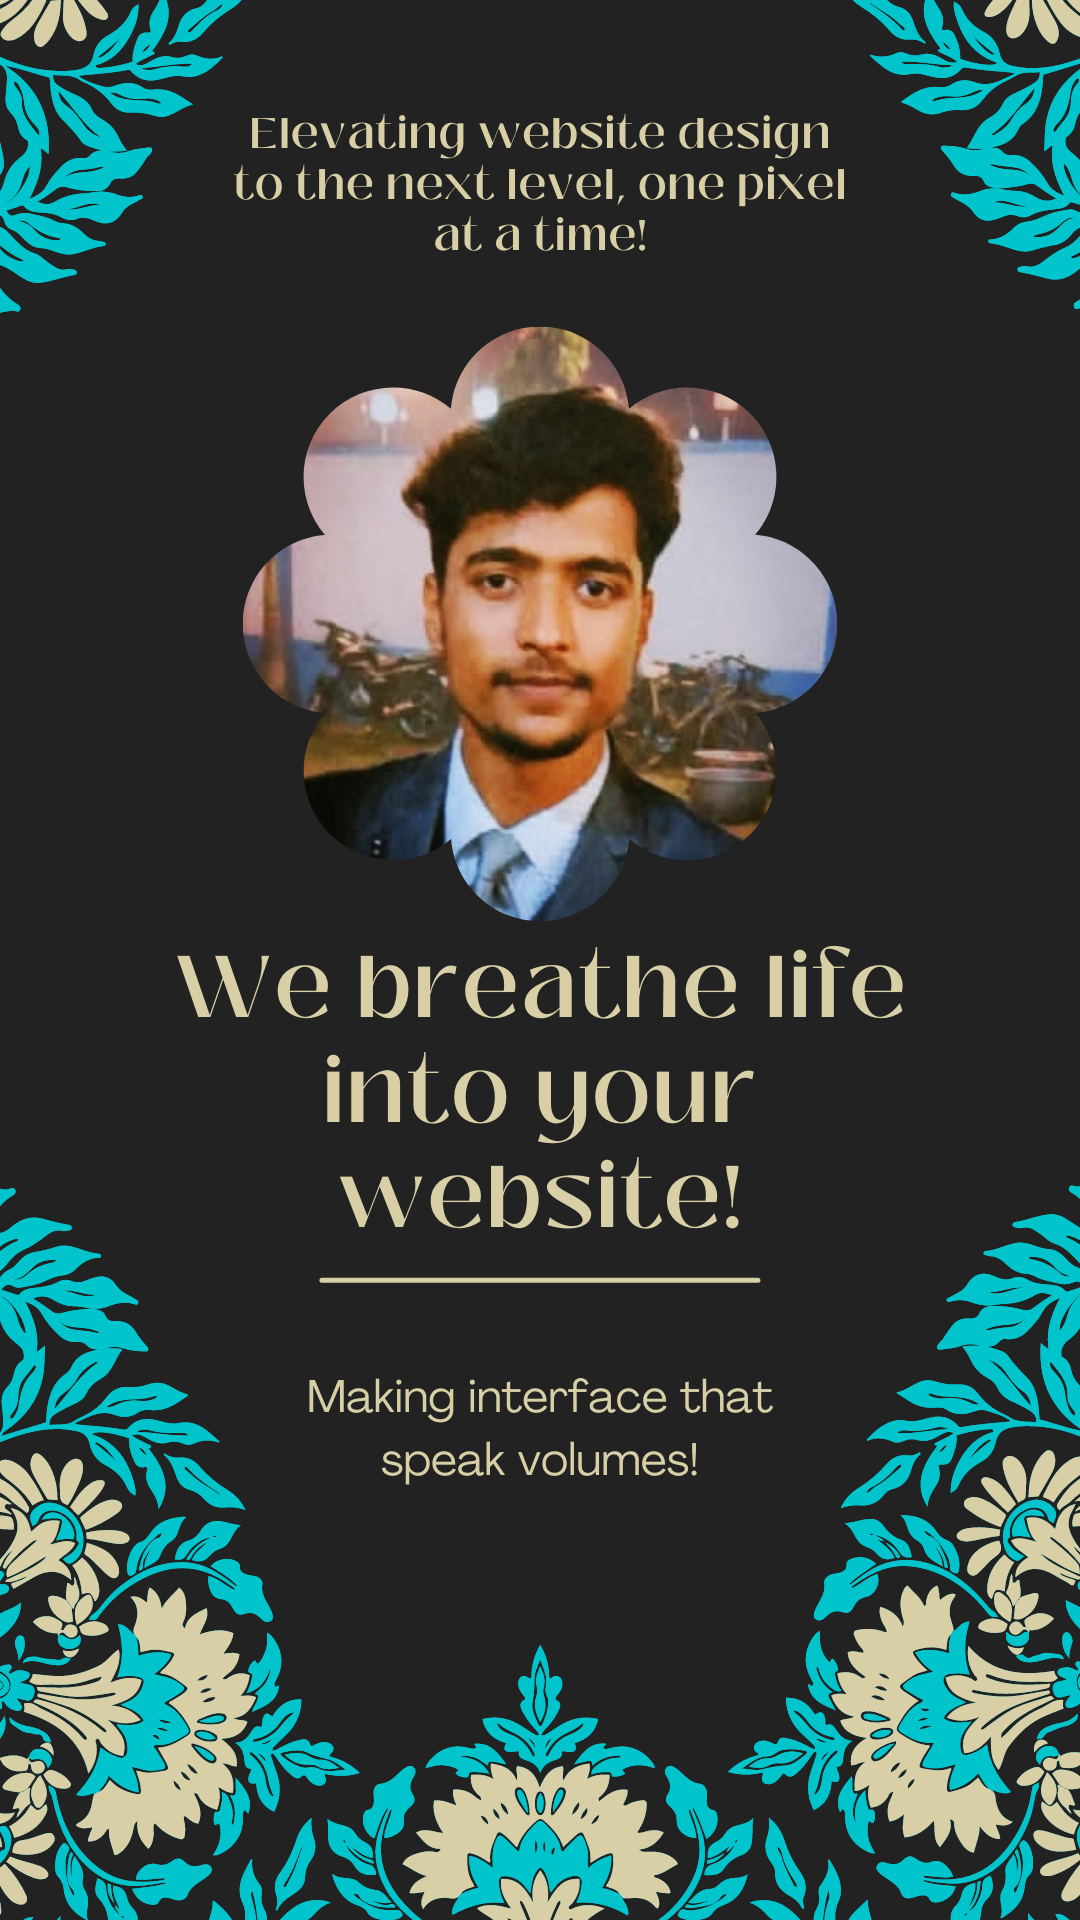 Elevating website design
to the next level, one pixel
at a time!
We breathe life
into your
website!
Making interface that
speak volumes!